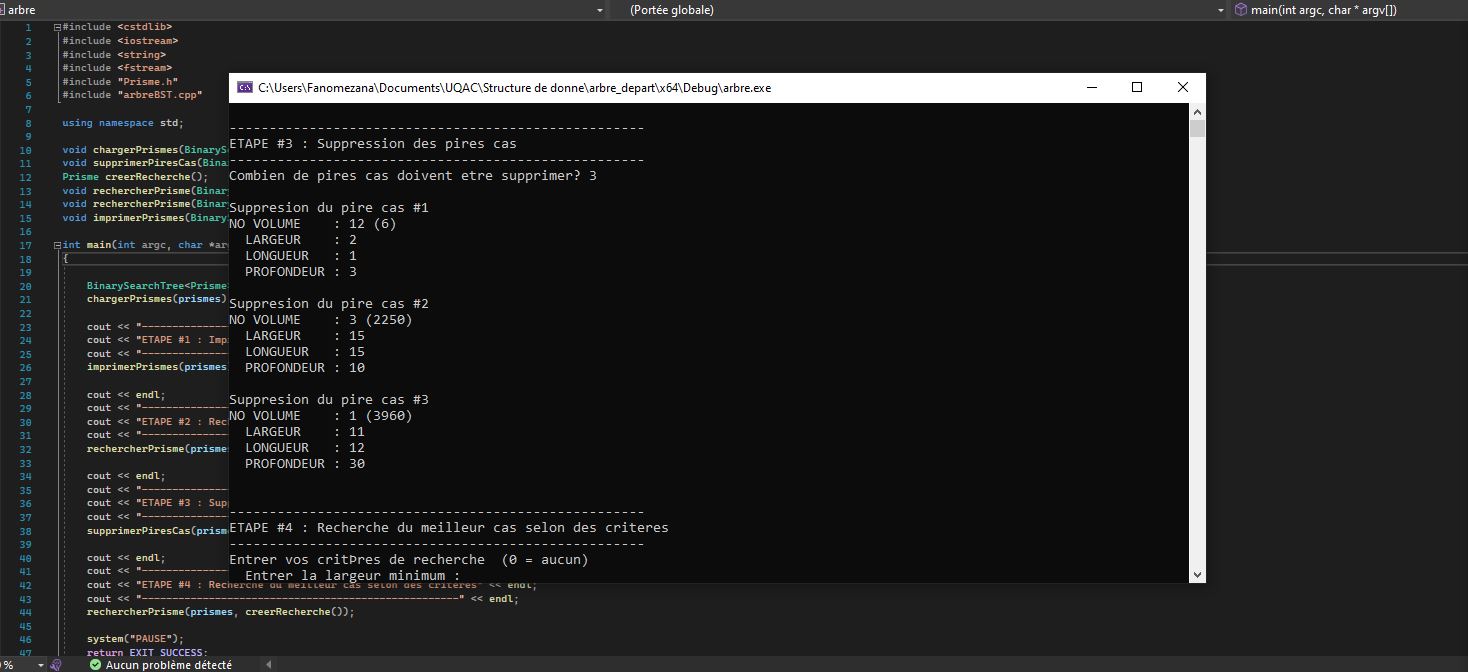 arbre (Portée globale) main(int argc, char * argv[])
1 #include <cstdlib>
2 #include <iostream>
3 #include <string>
4 #include <fstream>
5 #include "Prisme.h"
6 #include "arbreBST.cpp"
7
8 using namespace std;
9
10 void chargerPrismes(BinaryS
11 void supprimerPiresCas(Bina
12 Prisme creerRecherche();
13 void rechercherPrisme(Binar
14 void rechercherPrisme(Binar
15 void imprimerPrismes(Binary
16
17 int main(int argc, char *ar
18 {
19
20 BinarySearchTree<Prisme
21 chargerPrismes(prismes)
22
23 cout << "--------------
24 cout << "ETAPE #1 : Imp
25 cout << "--------------
26 imprimerPrismes(prismes
27
28 cout << endl;
29 cout << "--------------
30 cout << "ETAPE #2 : Rec
31 cout << "--------------
32 rechercherPrisme(prisme
33
34 cout << endl;
35 cout << "--------------
36 cout << "ETAPE #3 : Sup
37 cout << "--------------
38 supprimerPiresCas(prism
39
40 cout << endl;
41 cout << "--------------
42 cout << "ETAPE #4 : Recherche du meilleur cas selon des criteres" << endl;
43 cout << "----------------------------------------------------" << endl;
44 rechercherPrisme(prismes, creerRecherche());
45
46 system("PAUSE");
47 return EXIT_SUCCESS;
% Aucun problème détecté
C:\Users\Fanomezana\Documents\UQAC\Structure de donne\arbre_depart\x64\Debug\arbre.exe
----------------------------------------------------
ETAPE #3 : Suppression des pires cas
----------------------------------------------------
Combien de pires cas doivent etre supprimer? 3
Suppresion du pire cas #1
NO VOLUME : 12 (6)
LARGEUR : 2
LONGUEUR : 1
PROFONDEUR : 3
Suppresion du pire cas #2
NO VOLUME : 3 (2250)
LARGEUR : 15
LONGUEUR : 15
PROFONDEUR : 10
Suppresion du pire cas #3
NO VOLUME : 1 (3960)
LARGEUR : 11
LONGUEUR : 12
PROFONDEUR : 30
----------------------------------------------------
ETAPE #4 : Recherche du meilleur cas selon des criteres
----------------------------------------------------
Entrer vos critÞres de recherche (0 = aucun)
Entrer la largeur minimum :